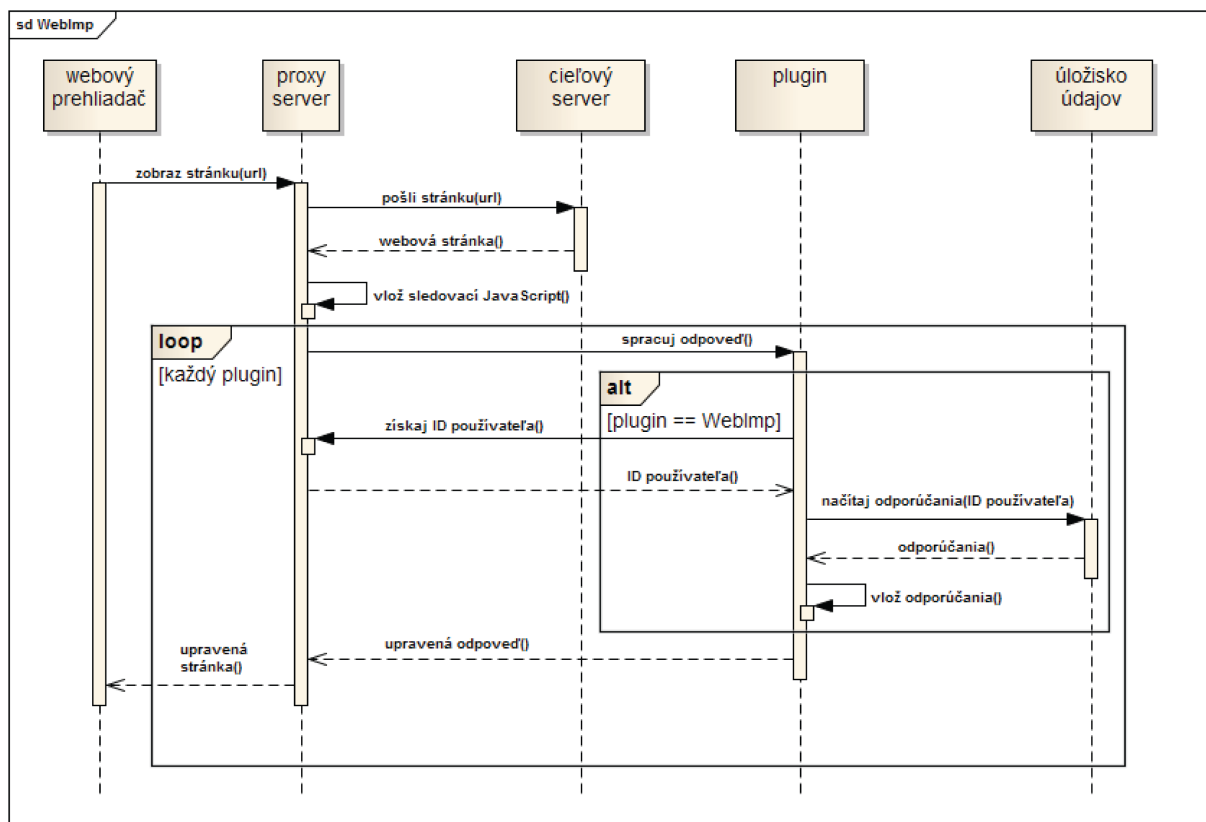 sd WebImp
webový
prehliadač
proxy
server
cieľový
server
plugin
úložisko
údajov
zobraz stránku(url)
pošli stránku(url)
webová stránka()
vlož sledovací JavaScript()
loop
[každý plugin]
spracuj odpoveď()
alt
[plugin == WebImp]
získaj ID používateľa()
ID používateľa()
načítaj odporúčania(ID používateľa)
odporúčania()
vlož odporúčania()
upravená odpoveď()
upravená
stránka()